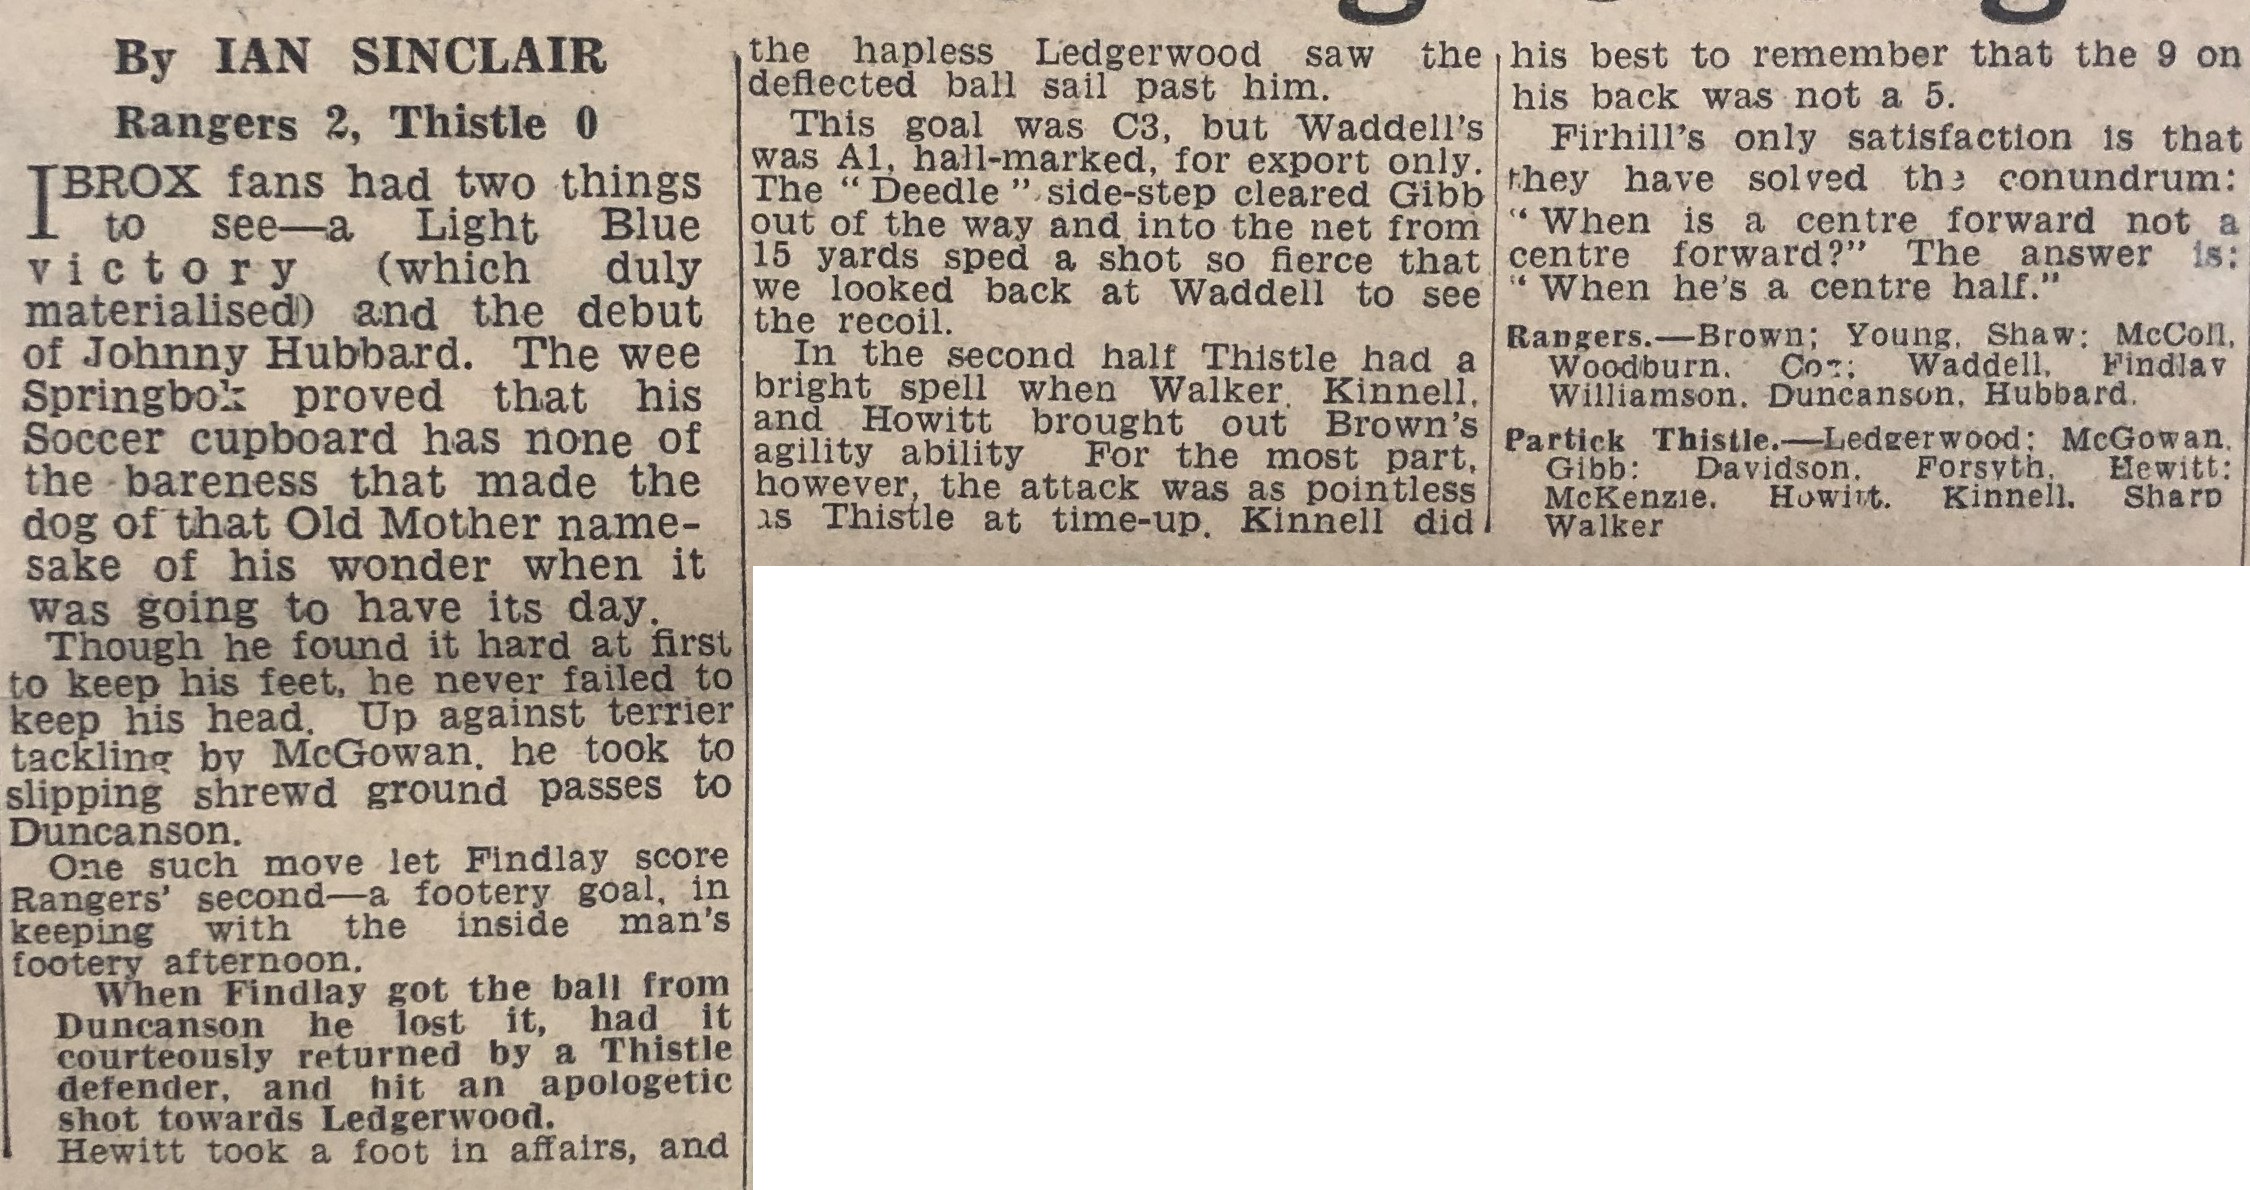 By IAN SINCLAIR
Rangers 2, Thistle 0
IBROX fans had two things
to see—a Light Blue
victory (which duly
materialised) and the debut
of Johnny Hubbard. The wee
Springbok proved that his
Soccer cupboard has none of
the bareness that made the
dog of that Old Mother name-
sake of his wonder when it
was going to have its day.
Though he found it hard at first
to keep his feet, he never failed to
keep his head. Up against terrier
tackling by McGowan, he took to
slipping shrewd ground passes to
Duncanson.
One such move let Findlay score
Rangers' second—a footery goal, in
keeping with the inside man's
footery afternoon.
When Findlay got the ball from
Duncanson he lost it, had it
courteously returned by a Thistle
defender, and hit an apologetic
shot towards Ledgerwood.
Hewitt took a foot in affairs, and
the hapless Ledgerwood saw the
deflected ball sail past him.
This goal was C3, but Waddell's
was A1, hall-marked, for export only.
The "Deedle" side-step cleared Gibb
out of the way and into the net from
15 yards sped a shot so fierce that
we looked back at Waddell to see
the recoil.
In the second half Thistle had a
bright spell when Walker, Kinnell,
and Howitt brought out Brown's
agility ability For the most part,
however, the attack was as pointless
as Thistle at time-up. Kinnell did
his best to remember that the 9 on
his back was not a 5.
Firhill's only satisfaction is that
they have solved the conundrum:
"When is a centre forward not a
centre forward?" The answer is:
"When he's a centre half."
Rangers.—Brown; Young, Shaw; McColl,
Woodburn, Cox; Waddell, Findlay
Williamson, Duncanson, Hubbard.
Partick Thistle.—Ledgerwood; McGowan,
Gibb; Davidson, Forsyth, Hewitt;
McKenzie, Howitt, Kinnell, Sharp
Walker